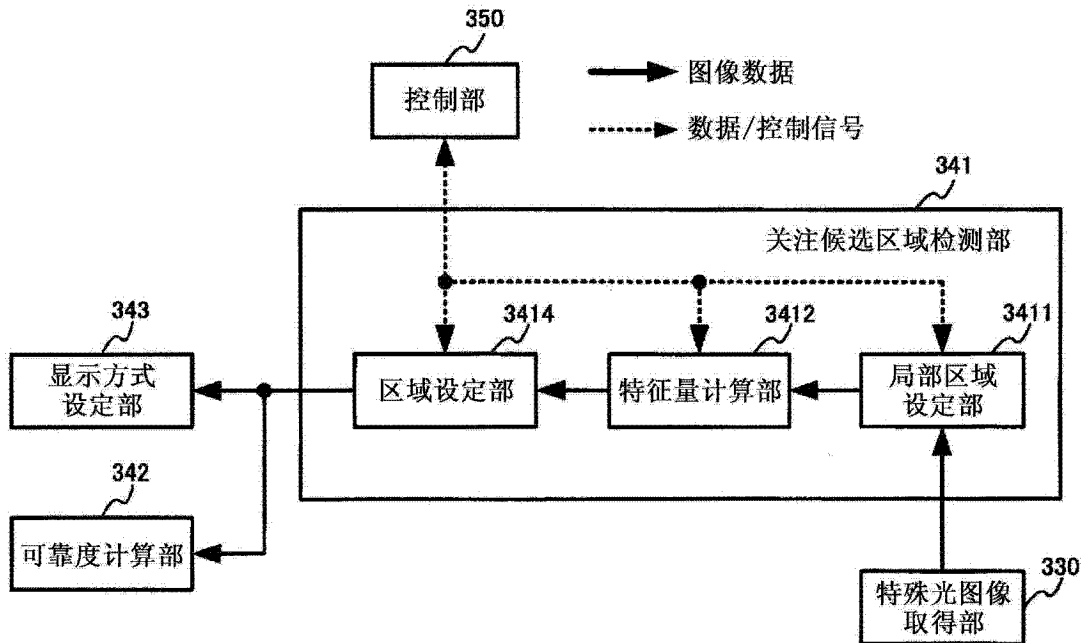 350
控制部
图像数据
数据/控制信号
341
关注候选区域检测部
343
显示方式
设定部
3414
区域设定部
3412
特征量计算部
3411
局部区域
设定部
342
可靠度计算部
特殊光图像
取得部
330